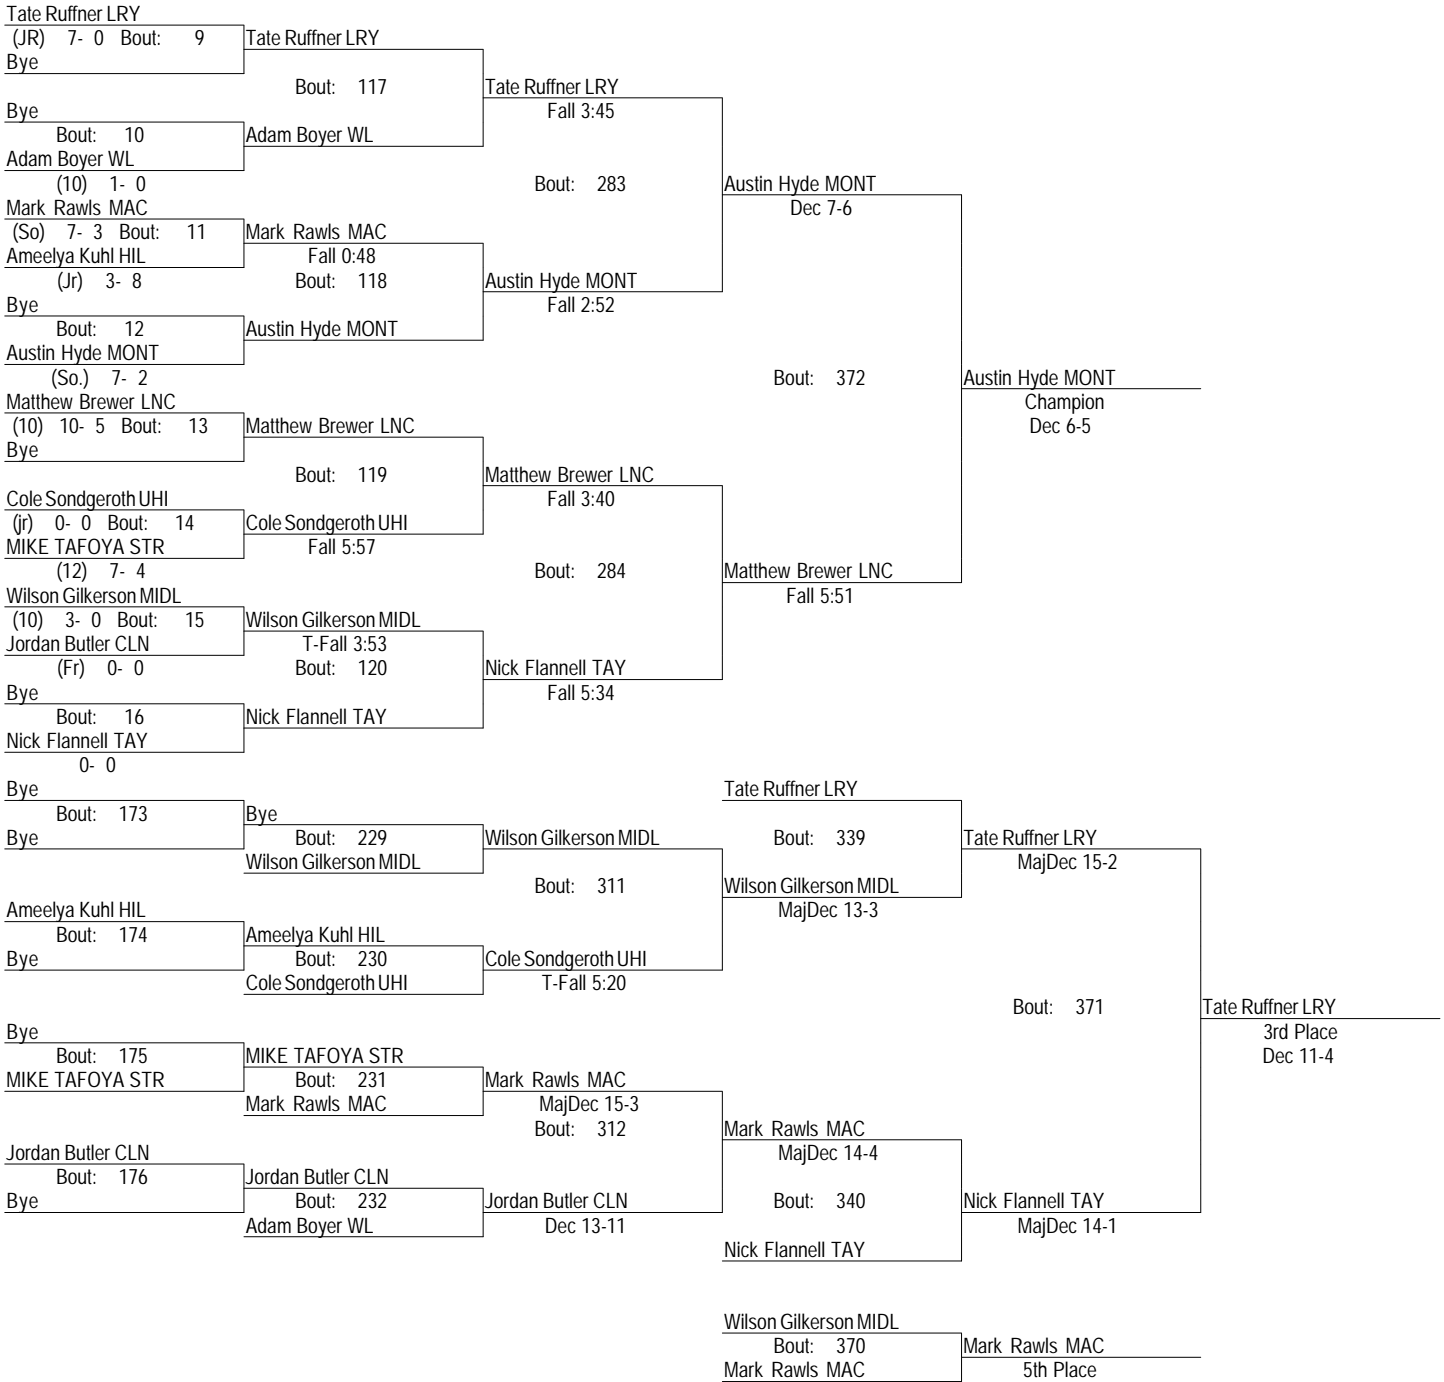 Tate Ruffner LRY
(JR) 7- 0 Bout: 9
Tate Ruffner LRY
Bye
Bout: 117
Tate Ruffner LRY
Bye
Fall 3:45
Bout: 10
Adam Boyer WL
Adam Boyer WL
(10) 1- 0
Bout: 283
Austin Hyde MONT
Mark Rawls MAC
Dec 7-6
(So) 7- 3 Bout: 11
Mark Rawls MAC
Ameelya Kuhl HIL
Fall 0:48
(Jr) 3- 8
Bout: 118
Austin Hyde MONT
Bye
Fall 2:52
Bout: 12
Austin Hyde MONT
Austin Hyde MONT
(So.) 7- 2
Bout: 372
Austin Hyde MONT
Matthew Brewer LNC
Champion
(10) 10- 5 Bout: 13
Matthew Brewer LNC
Dec 6-5
Bye
Bout: 119
Matthew Brewer LNC
Cole Sondgeroth UHI
Fall 3:40
(jr) 0- 0 Bout: 14
Cole Sondgeroth UHI
MIKE TAFOYA STR
Fall 5:57
(12) 7- 4
Bout: 284
Matthew Brewer LNC
Wilson Gilkerson MIDL
Fall 5:51
(10) 3- 0 Bout: 15
Wilson Gilkerson MIDL
Jordan Butler CLN
T-Fall 3:53
(Fr) 0- 0
Bout: 120
Nick Flannell TAY
Bye
Fall 5:34
Bout: 16
Nick Flannell TAY
Nick Flannell TAY
0- 0
Bye
Tate Ruffner LRY
Bout: 173
Bye
Bye
Bout: 229
Wilson Gilkerson MIDL
Bout: 339
Tate Ruffner LRY
Wilson Gilkerson MIDL
MajDec 15-2
Bout: 311
Wilson Gilkerson MIDL
Ameelya Kuhl HIL
MajDec 13-3
Bout: 174
Ameelya Kuhl HIL
Bye
Bout: 230
Cole Sondgeroth UHI
Cole Sondgeroth UHI
T-Fall 5:20
Bout: 371
Tate Ruffner LRY
Bye
3rd Place
Bout: 175
MIKE TAFOYA STR
Dec 11-4
MIKE TAFOYA STR
Bout: 231
Mark Rawls MAC
Mark Rawls MAC
MajDec 15-3
Bout: 312
Mark Rawls MAC
Jordan Butler CLN
MajDec 14-4
Bout: 176
Jordan Butler CLN
Bye
Bout: 232
Jordan Butler CLN
Bout: 340
Nick Flannell TAY
Adam Boyer WL
Dec 13-11
MajDec 14-1
Nick Flannell TAY
Wilson Gilkerson MIDL
Bout: 370
Mark Rawls MAC
Mark Rawls MAC
5th Place